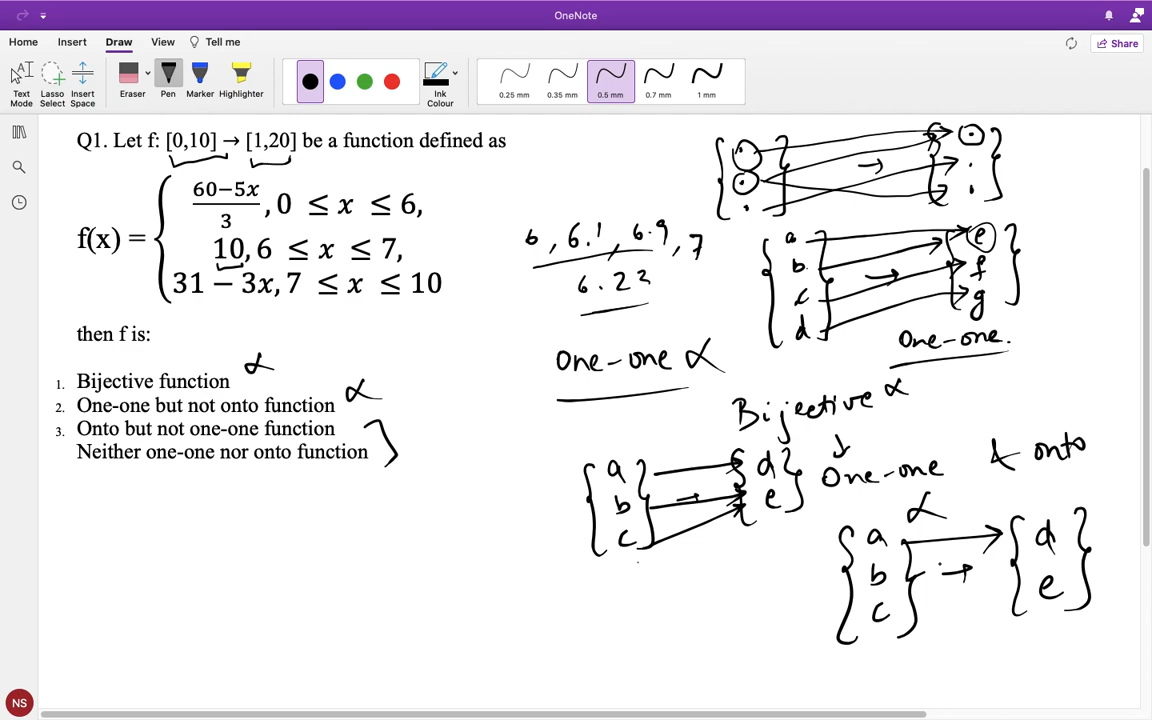 OneNote
Home Insert Draw View Tell me
Share
Text Mode
Lasso Select
Insert Space
Eraser
Pen
Marker
Highlighter
Ink Colour
0.25 mm
0.35 mm
0.5 mm
0.7 mm
1 mm
Q1. Let f: [0,10] → [1,20] be a function defined as
60−5x
3
, 0 ≤ x ≤ 6,
f(x) = {
10, 6 ≤ x ≤ 7,
31 − 3x, 7 ≤ x ≤ 10
then f is:
1. Bijective function
2. One-one but not onto function
3. Onto but not one-one function
Neither one-one nor onto function
6, 6.1, 6.9, 7
6.22
One-one
a e
b f
c g
d
One-one.
Bijective
One-one & onto
a d
b e
c
a d
b e
c
NS